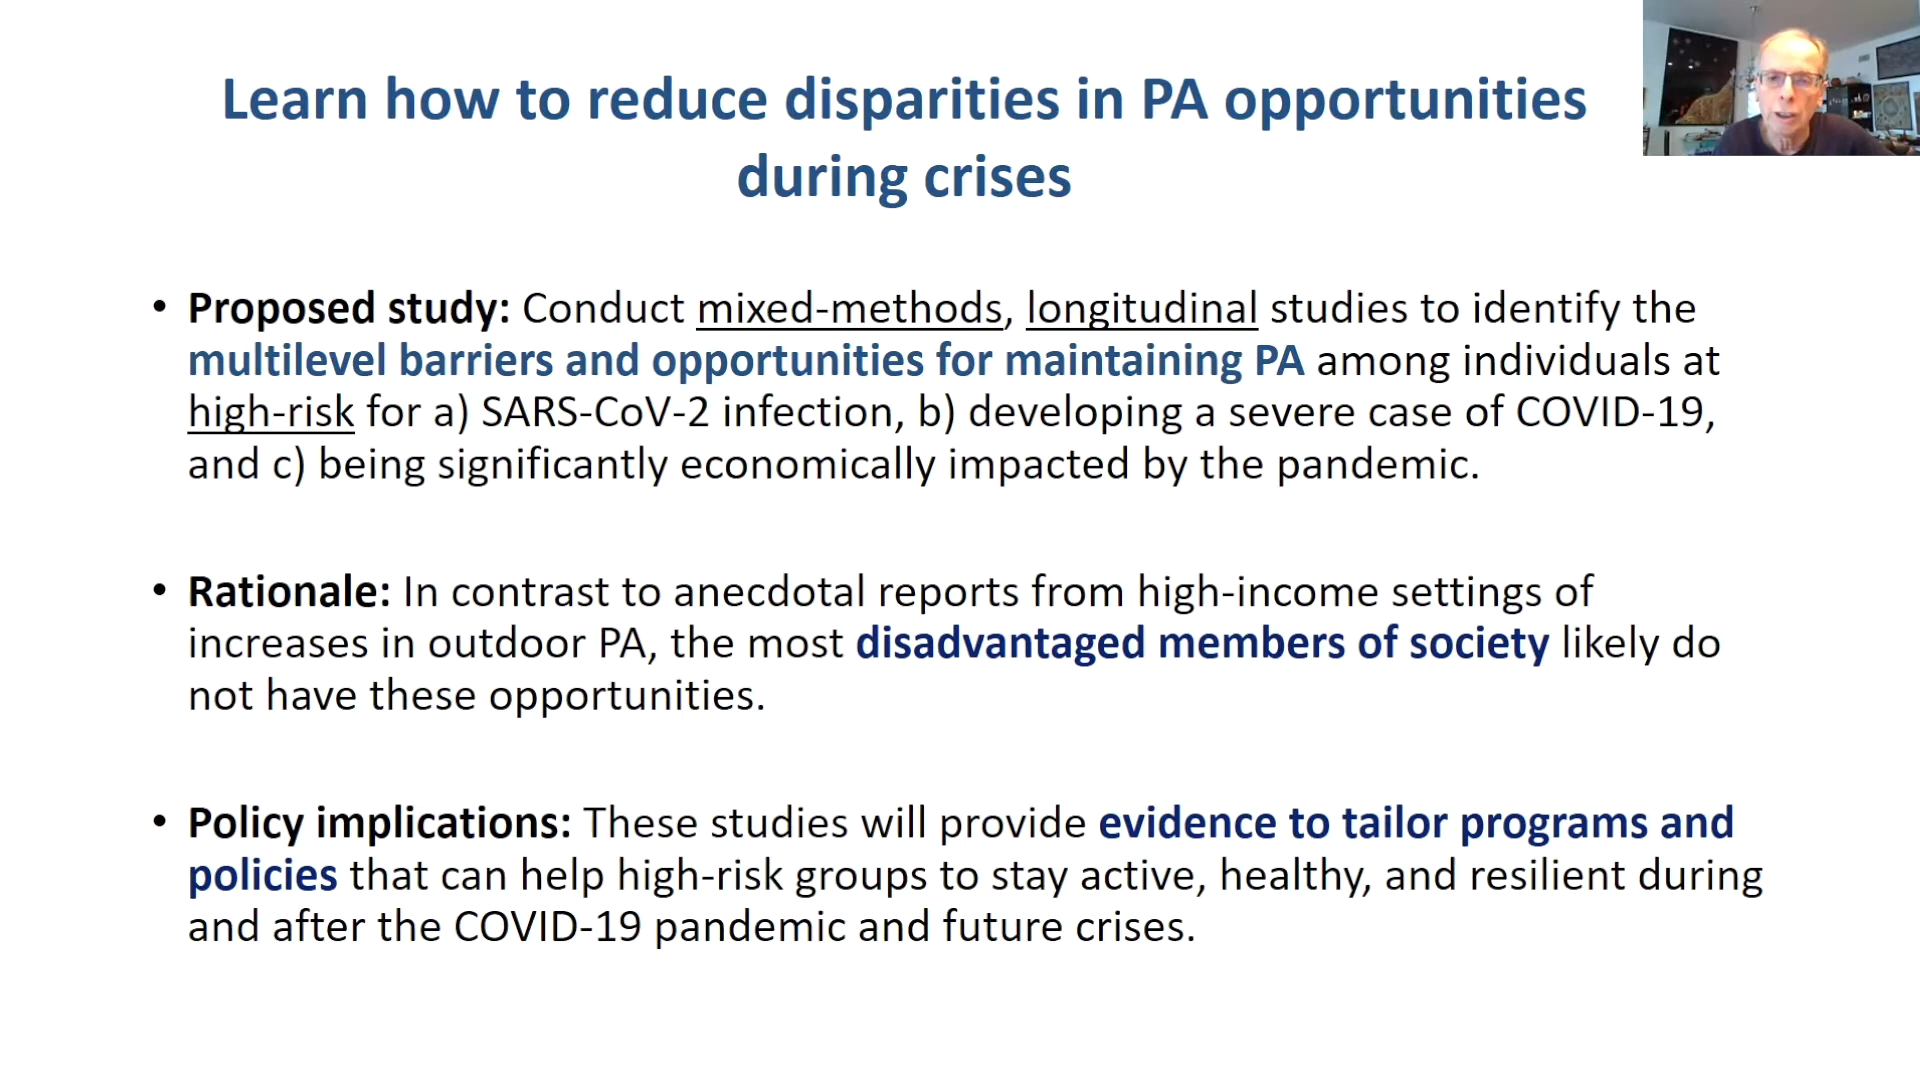 Learn how to reduce disparities in PA opportunities
during crises
• Proposed study: Conduct mixed-methods, longitudinal studies to identify the
multilevel barriers and opportunities for maintaining PA among individuals at
high-risk for a) SARS-CoV-2 infection, b) developing a severe case of COVID-19,
and c) being significantly economically impacted by the pandemic.
• Rationale: In contrast to anecdotal reports from high-income settings of
increases in outdoor PA, the most disadvantaged members of society likely do
not have these opportunities.
• Policy implications: These studies will provide evidence to tailor programs and
policies that can help high-risk groups to stay active, healthy, and resilient during
and after the COVID-19 pandemic and future crises.